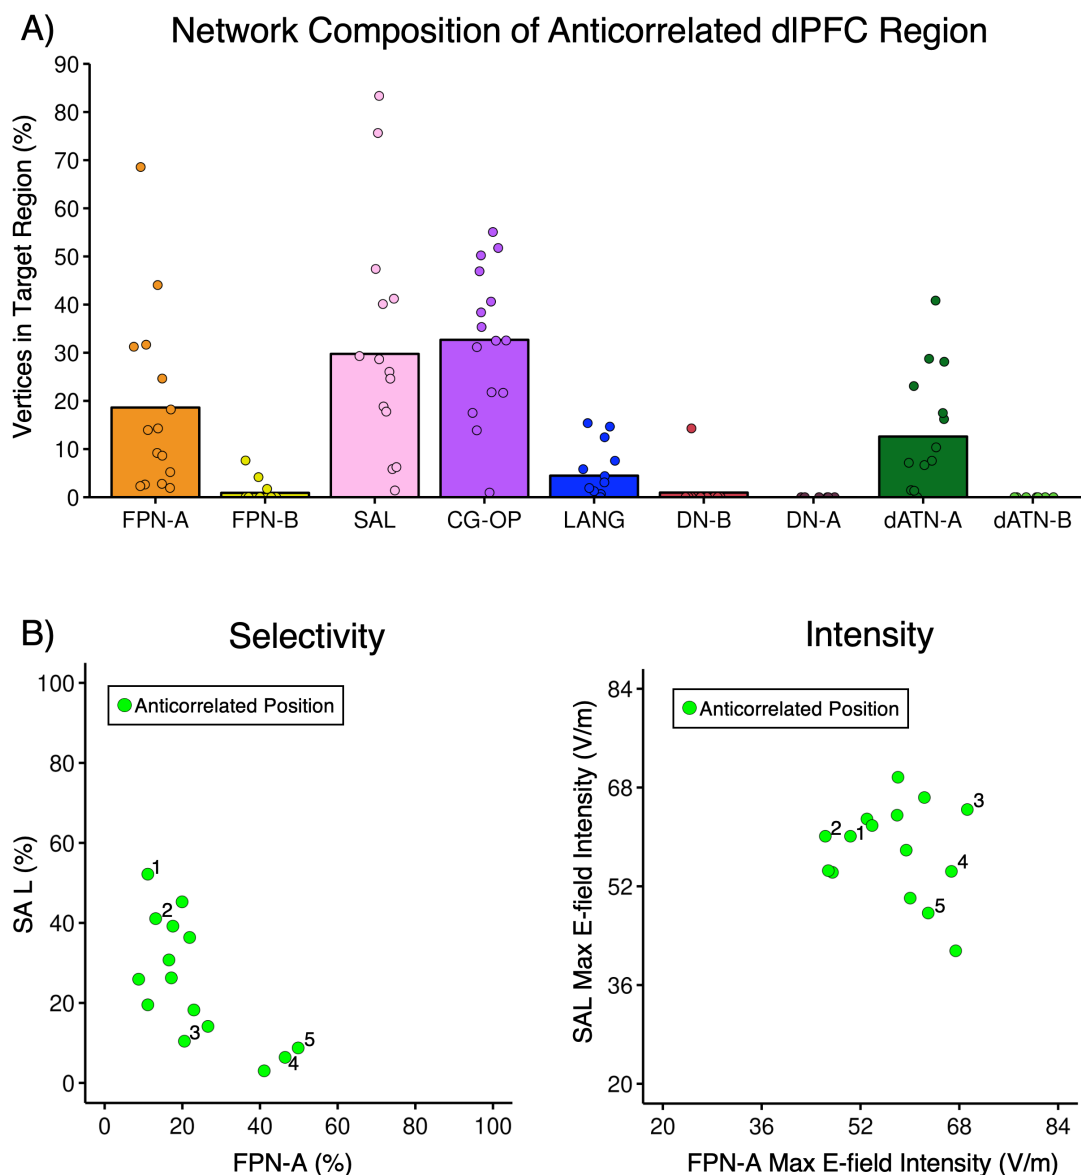 A) Network Composition of Anticorrelated dlPFC Region
Vertices in Target Region (%)
90
80
70
60
50
40
30
20
10
0
FPN-A FPN-B SAL CG-OP LANG DN-B DN-A dATN-A dATN-B
B) Selectivity
SA L (%)
100
80
60
40
20
0
Anticorrelated Position
1
2
3
5
4
0 20 40 60 80 100
FPN-A (%)
Intensity
SAL Max E-field Intensity (V/m)
84
68
52
36
20
Anticorrelated Position
3
2 1
4
5
20 36 52 68 84
FPN-A Max E-field Intensity (V/m)